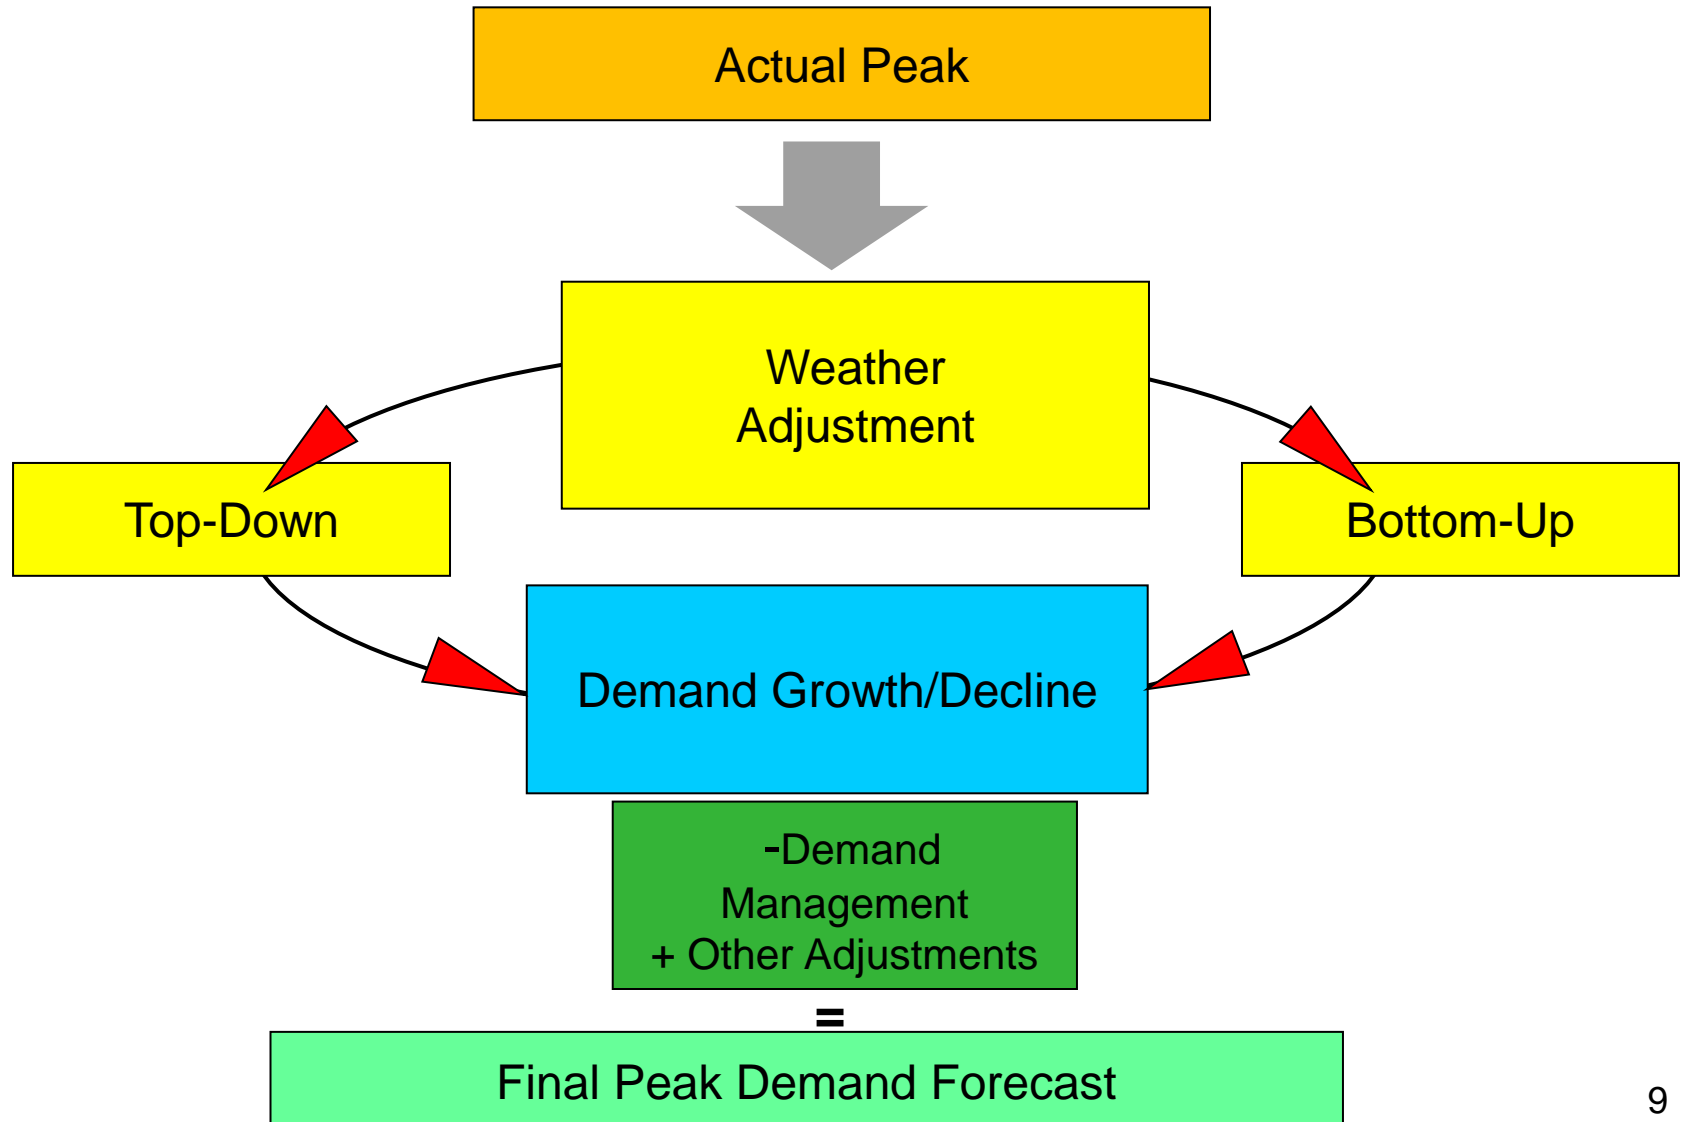 Actual Peak
Weather
Adjustment
Top-Down
Bottom-Up
Demand Growth/Decline
-Demand
Management
+ Other Adjustments
=
Final Peak Demand Forecast
9